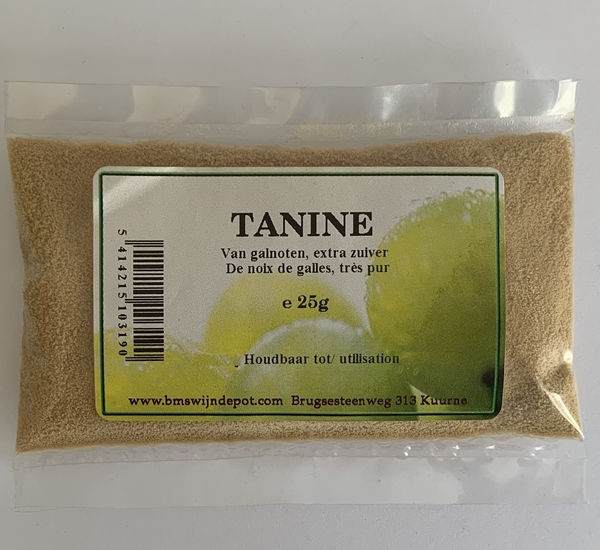 TANINE
Van galnoten, extra zuiver
De noix de galles, très pur
e 25g
Houdbaar tot/ utilisation
www.bmswijndepot.com Brugsesteenweg 313 Kuurne
5 414215 103190